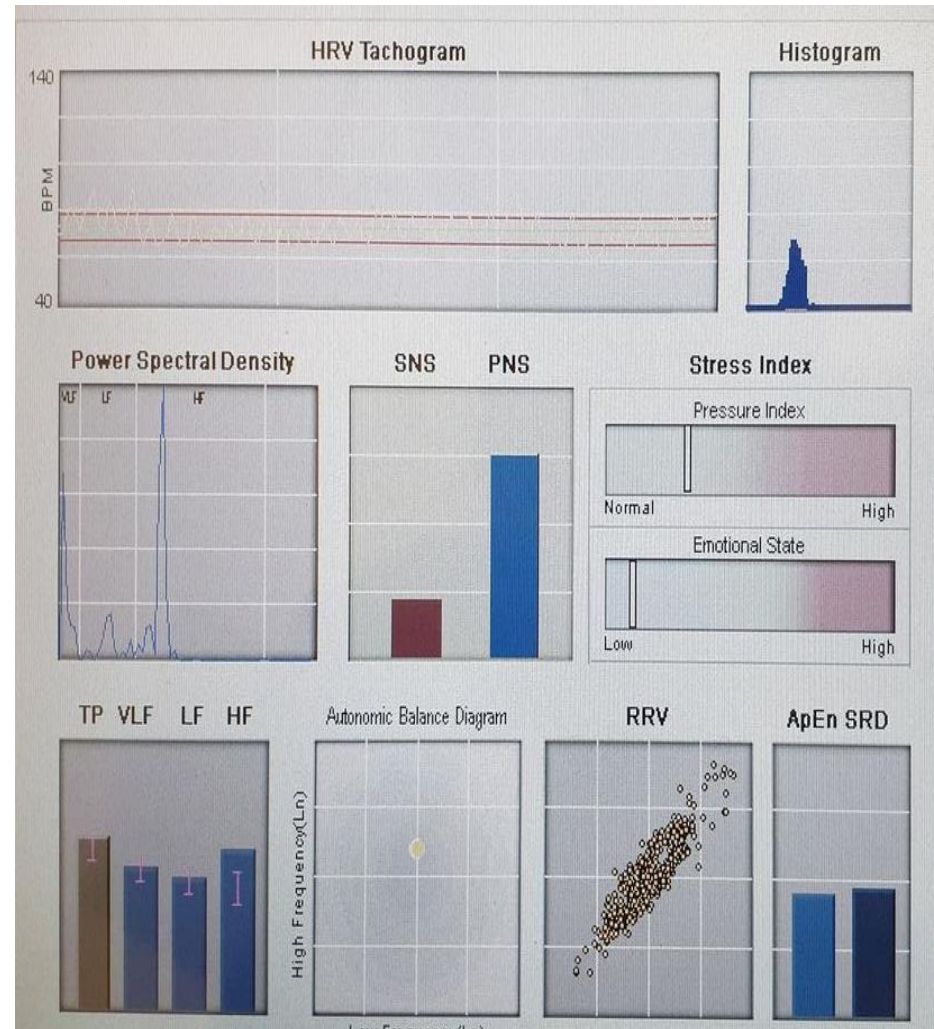 HRV Tachogram
Histogram
140
BPM
40
Power Spectral Density
SNS PNS
Stress Index
VLF LF HF
Pressure Index
Normal High
Emotional State
Low High
TP VLF LF HF
Autonomic Balance Diagram
RRV
ApEn SRD
High Frequency(Ln)